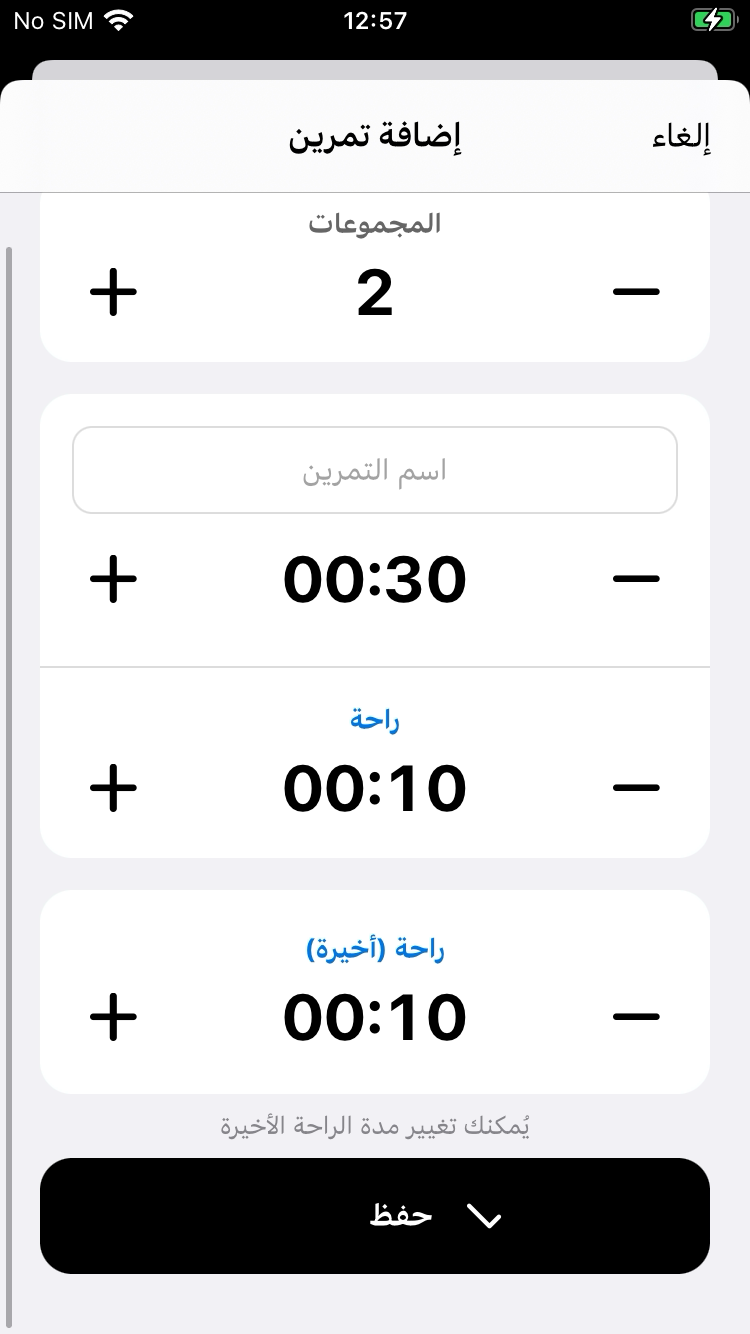 No SIM 12:57
إلغاء
إضافة تمرين
المجموعات
2
اسم التمرين
00:30
راحة
00:10
راحة (أخيرة)
00:10
يُمكنك تغيير مدة الراحة الأخيرة
حفظ